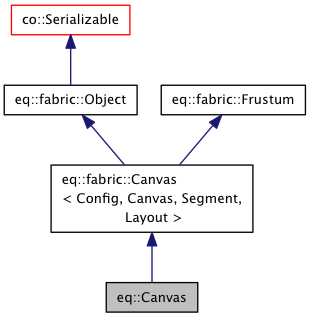 co::Serializable
eq::fabric::Object
eq::fabric::Frustum
eq::fabric::Canvas
< Config, Canvas, Segment,
Layout >
eq::Canvas